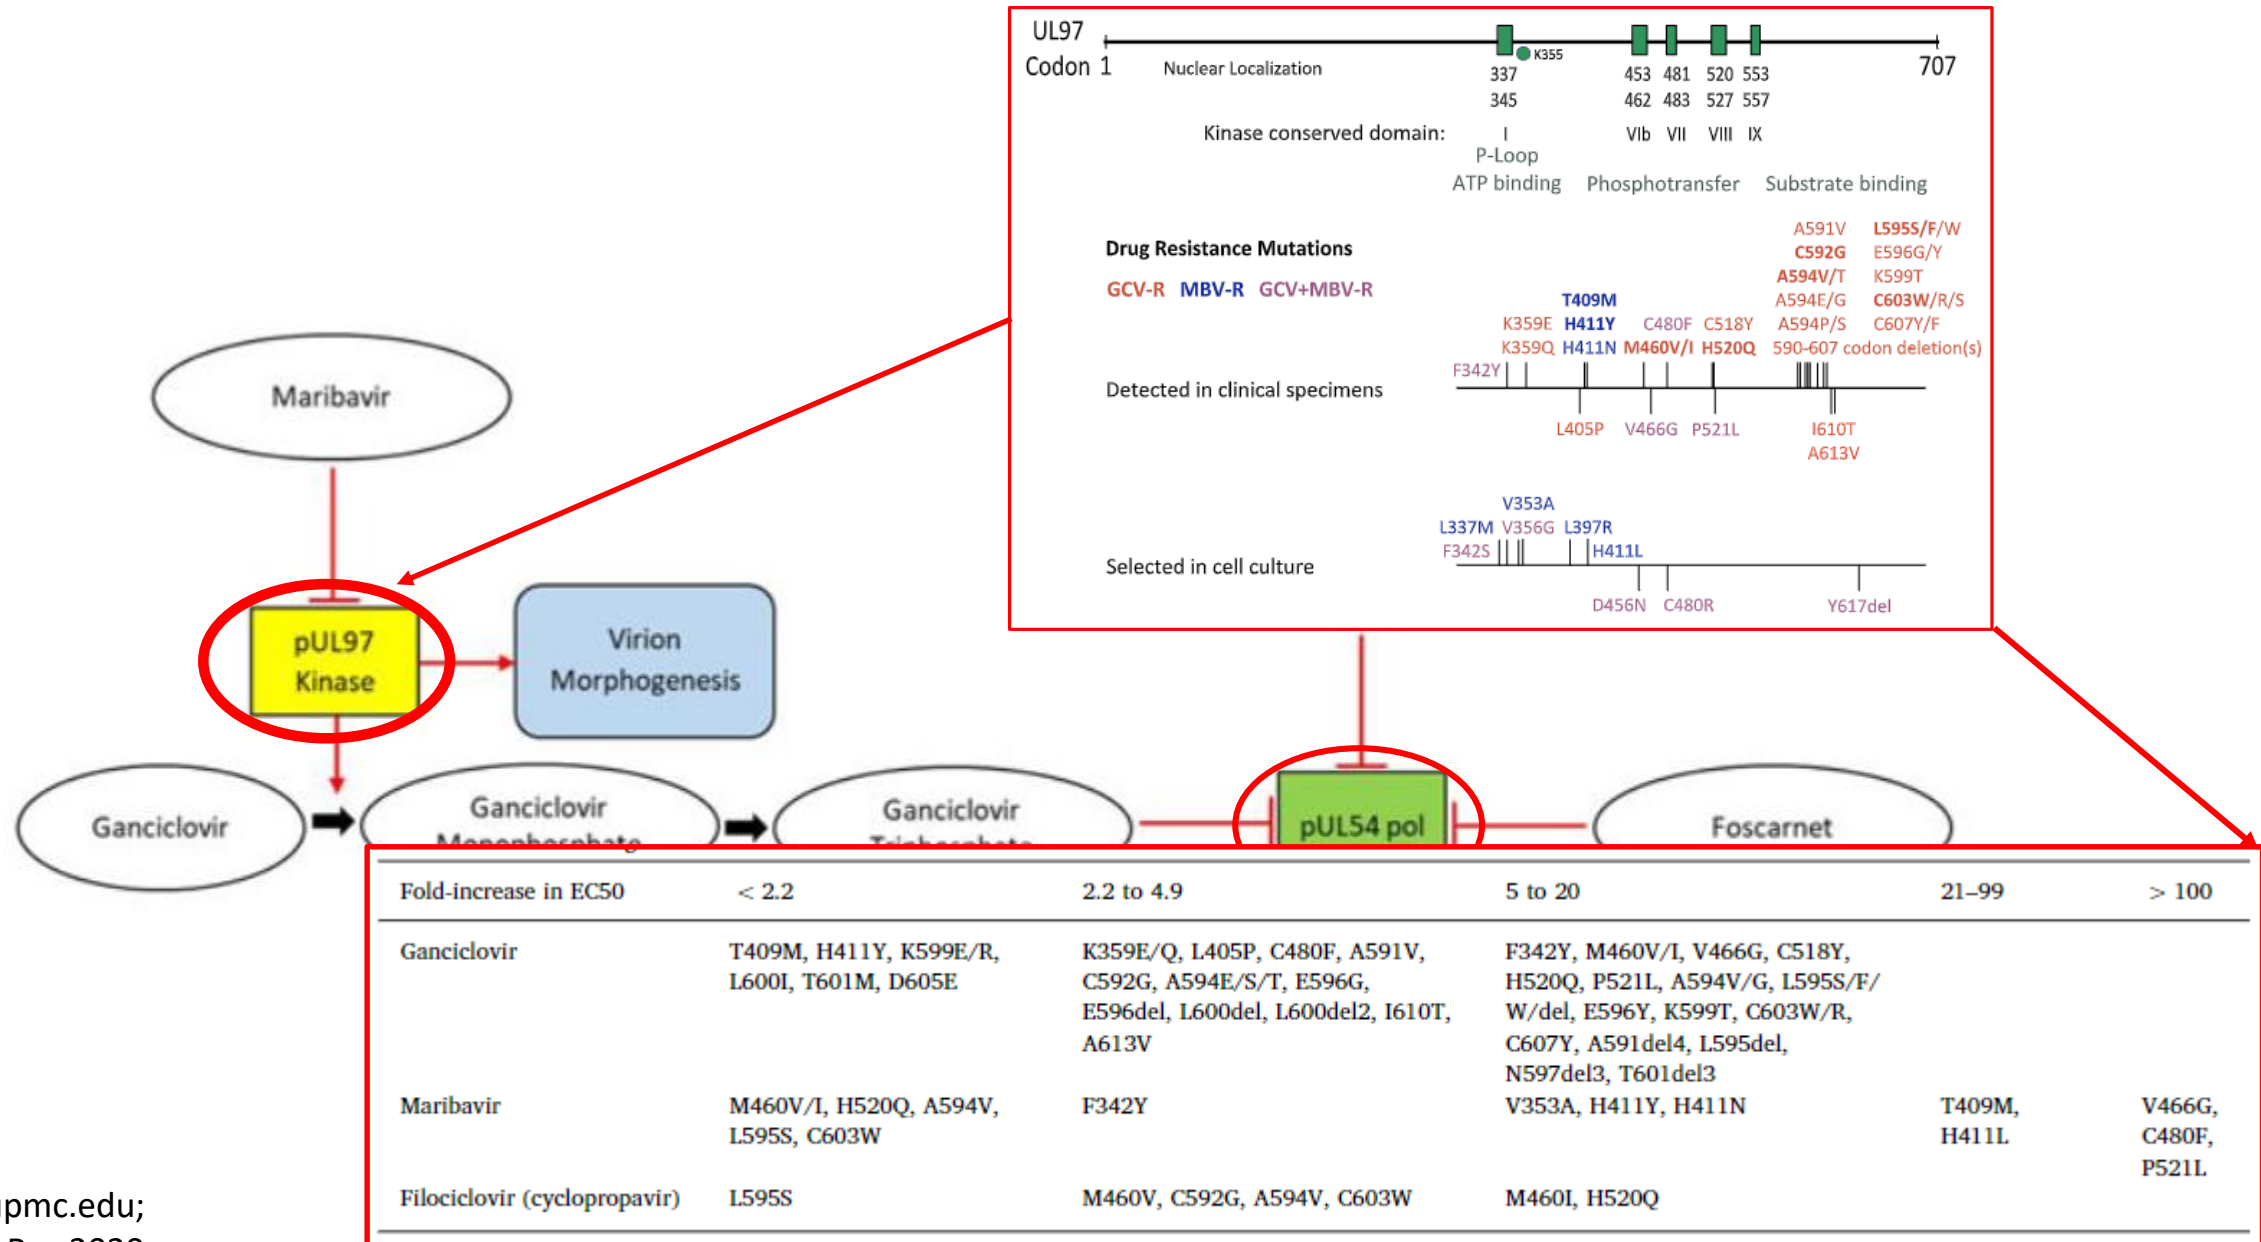 UL97
Codon 1
Nuclear Localization
K355
337 453 481 520 553
707
345 462 483 527 557
Kinase conserved domain: I VIb VII VIII IX
P-Loop
ATP binding Phosphotransfer Substrate binding
Drug Resistance Mutations
GCV-R MBV-R GCV+MBV-R
A591V L595S/F/W
C592G E596G/Y
A594V/T K599T
T409M A594E/G C603W/R/S
K359E H411Y C480F C518Y A594P/S C607Y/F
K359Q H411N M460V/I H520Q 590-607 codon deletion(s)
F342Y
Detected in clinical specimens
L405P V466G P521L I610T
A613V
V353A
L337M V356G L397R
F342S H411L
Selected in cell culture
D456N C480R Y617del
Maribavir
pUL97
Kinase
Virion
Morphogenesis
Ganciclovir
Ganciclovir
Monophosphate
Ganciclovir
Triphosphate
pUL54 pol
Foscarnet
Fold-increase in EC50 < 2.2 2.2 to 4.9 5 to 20 21–99 > 100
Ganciclovir T409M, H411Y, K599E/R, K359E/Q, L405P, C480F, A591V, F342Y, M460V/I, V466G, C518Y,
L600I, T601M, D605E C592G, A594E/S/T, E596G, H520Q, P521L, A594V/G, L595S/F/
E596del, L600del, L600del2, I610T, W/del, E596Y, K599T, C603W/R,
A613V C607Y, A591del4, L595del,
N597del3, T601del3
Maribavir M460V/I, H520Q, A594V, F342Y V353A, H411Y, H411N T409M, V466G,
L595S, C603W H411L C480F,
P521L
Filociclovir (cyclopropavir) L595S M460V, C592G, A594V, C603W M460I, H520Q
upmc.edu;